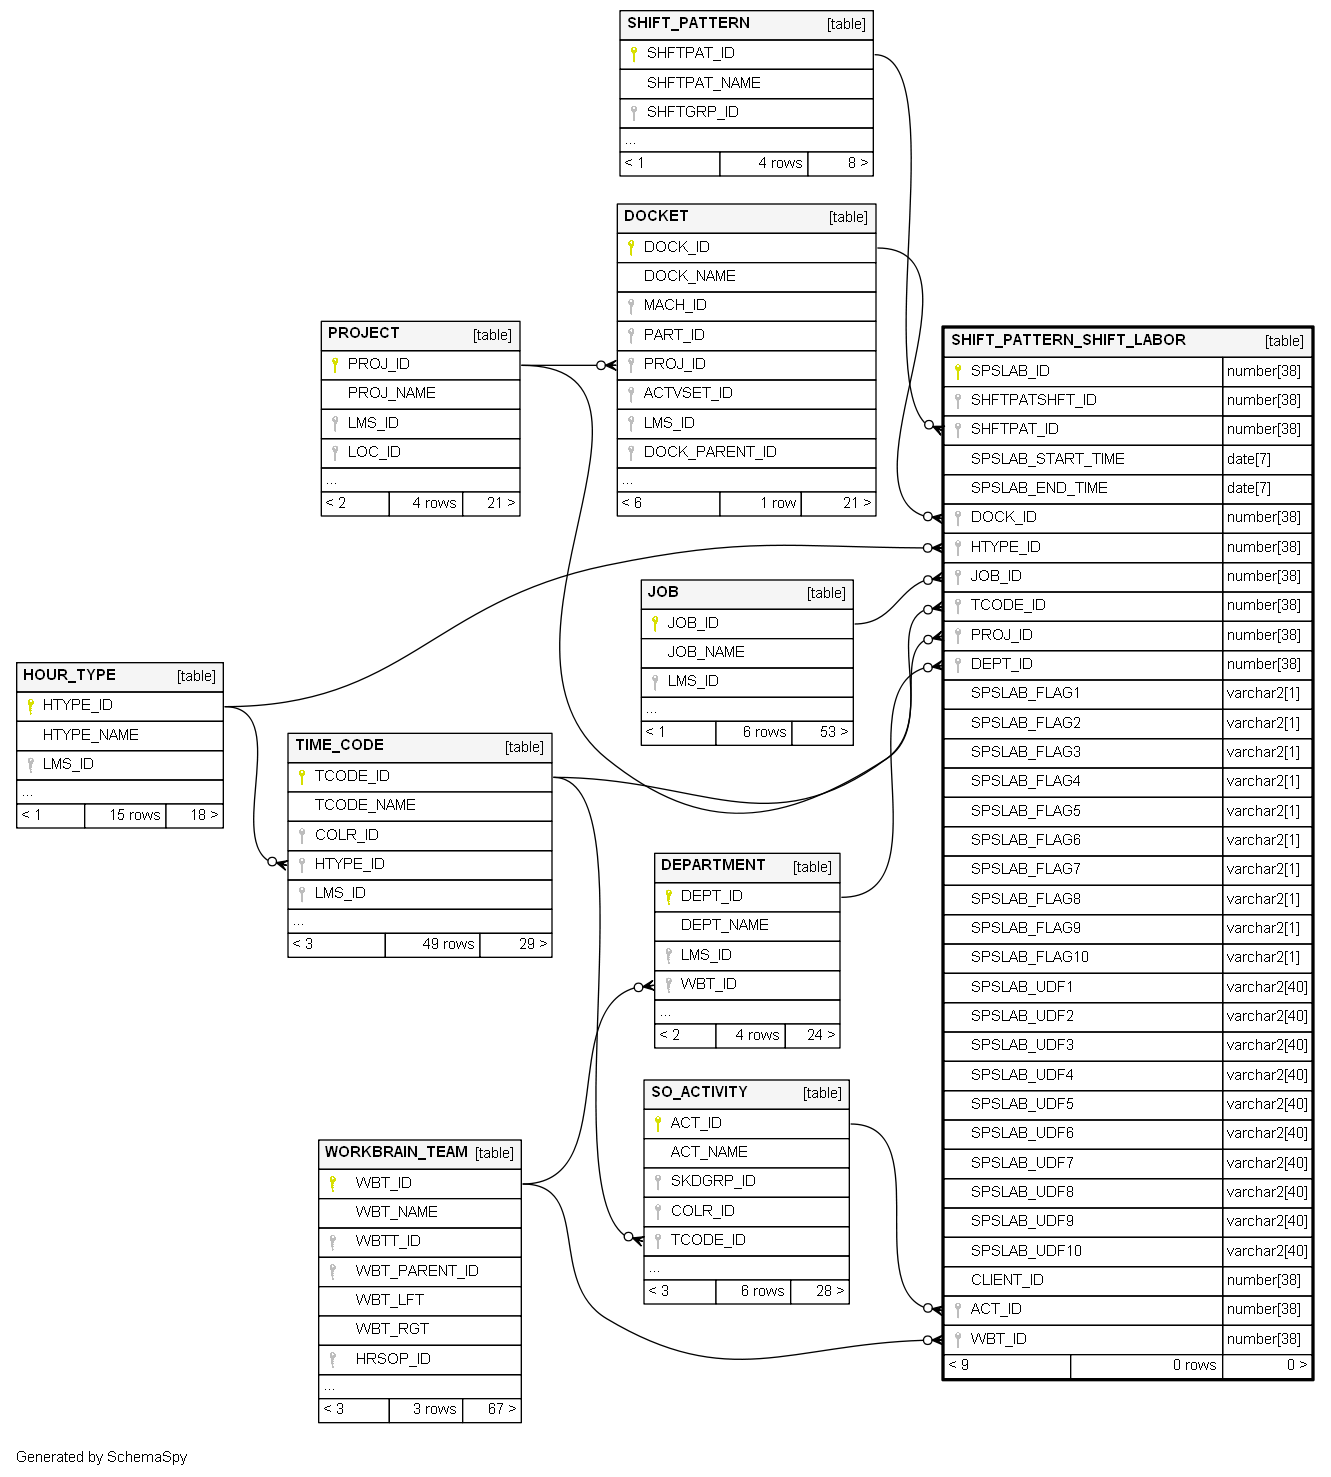 SHIFT_PATTERN [table]
SHFTPAT_ID
SHFTPAT_NAME
SHFTGRP_ID
...
< 1 4 rows 8 >
DOCKET [table]
DOCK_ID
DOCK_NAME
MACH_ID
PART_ID
PROJ_ID
ACTVSET_ID
LMS_ID
DOCK_PARENT_ID
...
< 6 1 row 21 >
PROJECT [table]
PROJ_ID
PROJ_NAME
LMS_ID
LOC_ID
...
< 2 4 rows 21 >
SHIFT_PATTERN_SHIFT_LABOR [table]
SPSLAB_ID number[38]
SHFTPATSHFT_ID number[38]
SHFTPAT_ID number[38]
SPSLAB_START_TIME date[7]
SPSLAB_END_TIME date[7]
DOCK_ID number[38]
HTYPE_ID number[38]
JOB_ID number[38]
TCODE_ID number[38]
PROJ_ID number[38]
DEPT_ID number[38]
SPSLAB_FLAG1 varchar2[1]
SPSLAB_FLAG2 varchar2[1]
SPSLAB_FLAG3 varchar2[1]
SPSLAB_FLAG4 varchar2[1]
SPSLAB_FLAG5 varchar2[1]
SPSLAB_FLAG6 varchar2[1]
SPSLAB_FLAG7 varchar2[1]
SPSLAB_FLAG8 varchar2[1]
SPSLAB_FLAG9 varchar2[1]
SPSLAB_FLAG10 varchar2[1]
SPSLAB_UDF1 varchar2[40]
SPSLAB_UDF2 varchar2[40]
SPSLAB_UDF3 varchar2[40]
SPSLAB_UDF4 varchar2[40]
SPSLAB_UDF5 varchar2[40]
SPSLAB_UDF6 varchar2[40]
SPSLAB_UDF7 varchar2[40]
SPSLAB_UDF8 varchar2[40]
SPSLAB_UDF9 varchar2[40]
SPSLAB_UDF10 varchar2[40]
CLIENT_ID number[38]
ACT_ID number[38]
WBT_ID number[38]
< 9 0 rows 0 >
JOB [table]
JOB_ID
JOB_NAME
LMS_ID
...
< 1 6 rows 53 >
HOUR_TYPE [table]
HTYPE_ID
HTYPE_NAME
LMS_ID
...
< 1 15 rows 18 >
TIME_CODE [table]
TCODE_ID
TCODE_NAME
COLR_ID
HTYPE_ID
LMS_ID
...
< 3 49 rows 29 >
DEPARTMENT [table]
DEPT_ID
DEPT_NAME
LMS_ID
WBT_ID
...
< 2 4 rows 24 >
SO_ACTIVITY [table]
ACT_ID
ACT_NAME
SKDGRP_ID
COLR_ID
TCODE_ID
...
< 3 6 rows 28 >
WORKBRAIN_TEAM [table]
WBT_ID
WBT_NAME
WBTT_ID
WBT_PARENT_ID
WBT_LFT
WBT_RGT
HRSOP_ID
...
< 3 3 rows 67 >
Generated by SchemaSpy